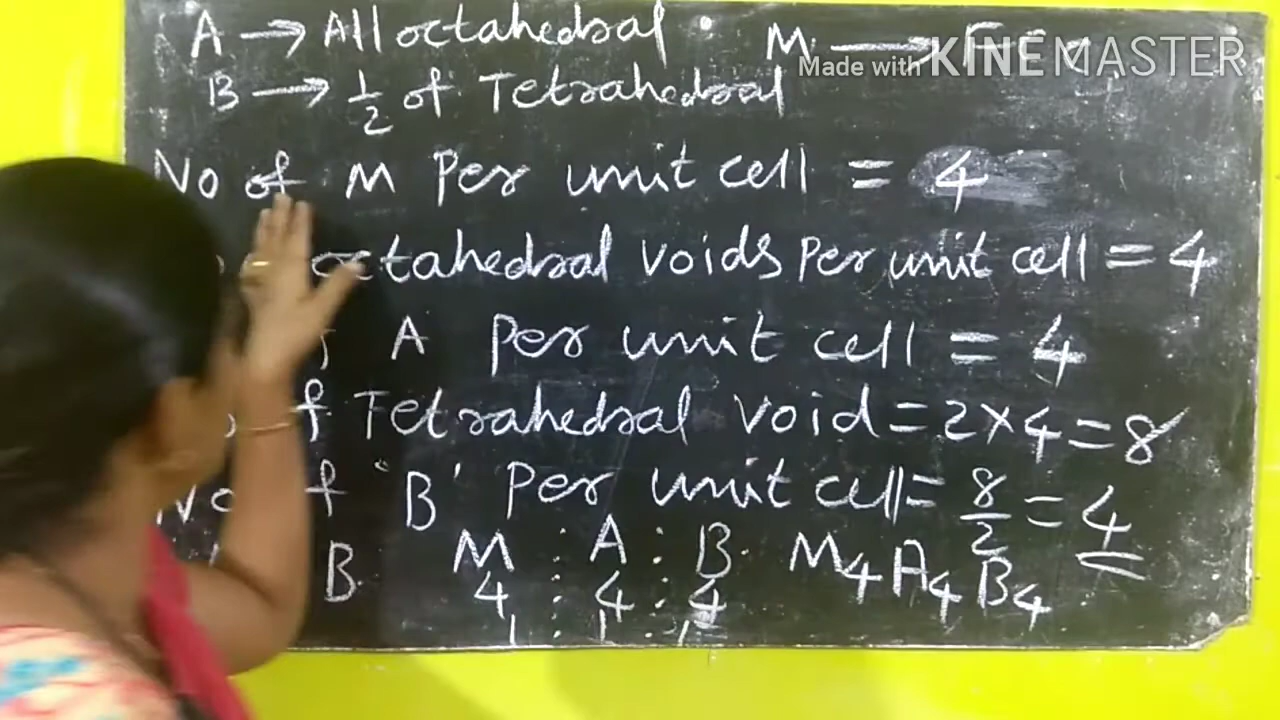 A → All octahedral . M →
Made with KINEMASTER
B → 1/2 of Tetrahedral
No of M Per unit cell = 4
octahedral voids Per unit cell = 4
A per unit cell = 4
f Tetrahedral void = 2×4=8
No f 'B' Per unit cell = 8/2 = 4
B M : A : B M4A4B4
4 : 4 : 4
1 : 1 : 1